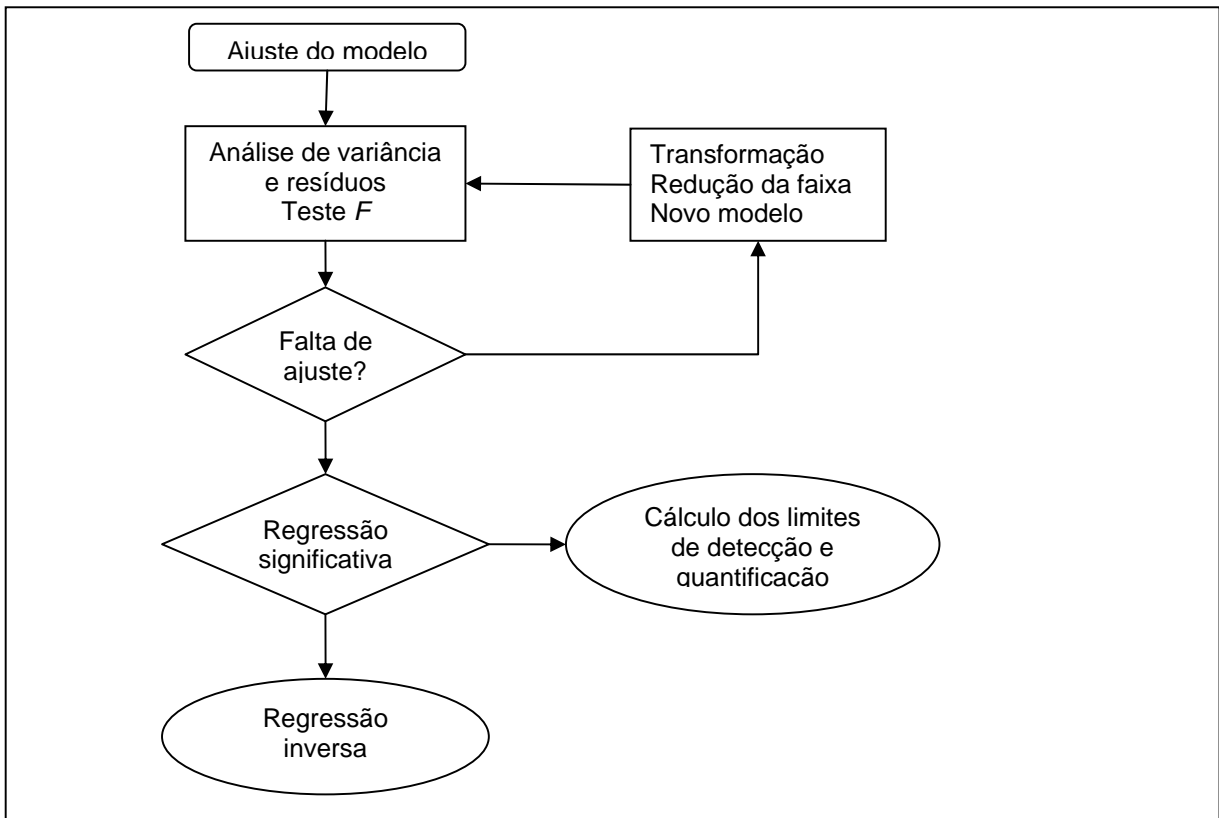 Ajuste do modelo
Análise de variância
e resíduos
Teste F
Transformação
Redução da faixa
Novo modelo
Falta de
ajuste?
Regressão
significativa
Cálculo dos limites
de detecção e
quantificação
Regressão
inversa